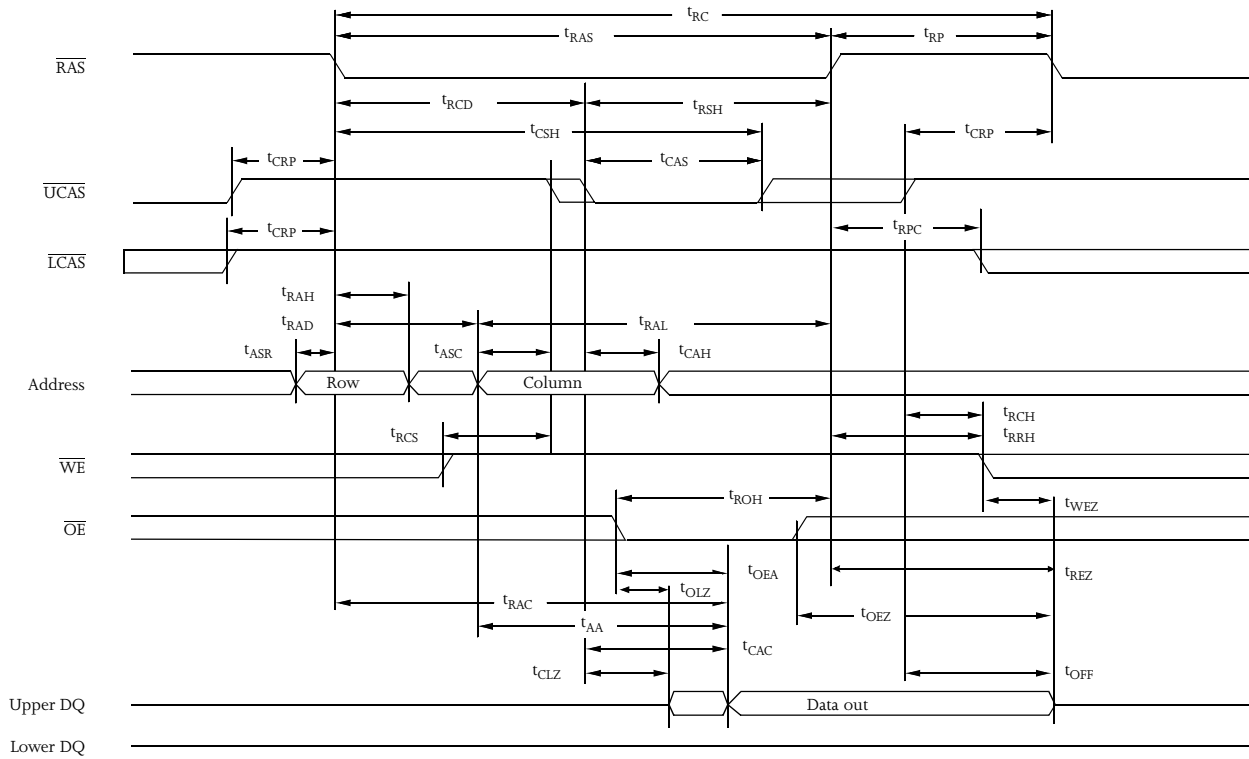 tRC
tRAS
tRP
RAS
tRCD
tRSH
tCSH
tCRP
tCRP
tCAS
UCAS
tCRP
tRPC
LCAS
tRAH
tRAD
tRAL
tASR
tASC
tCAH
Address
Row
Column
tRCH
tRCS
tRRH
WE
tROH
tWEZ
OE
tOEA
tREZ
tOLZ
tRAC
tOEZ
tAA
tCAC
tCLZ
tOFF
Upper DQ
Data out
Lower DQ